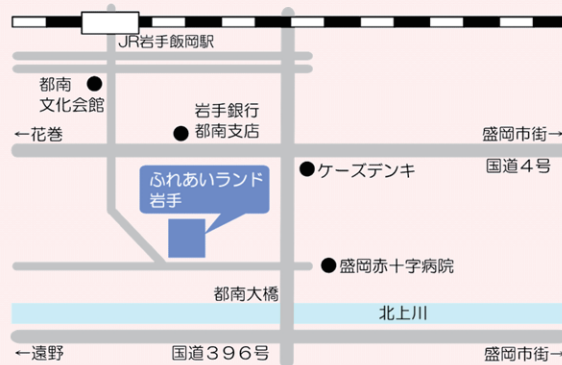 JR岩手飯岡駅
都南
文化会館
岩手銀行
都南支店
←花巻
盛岡市街→
国道4号
ケーズデンキ
ふれあいランド
岩手
盛岡赤十字病院
都南大橋
北上川
←遠野
国道396号
盛岡市街→